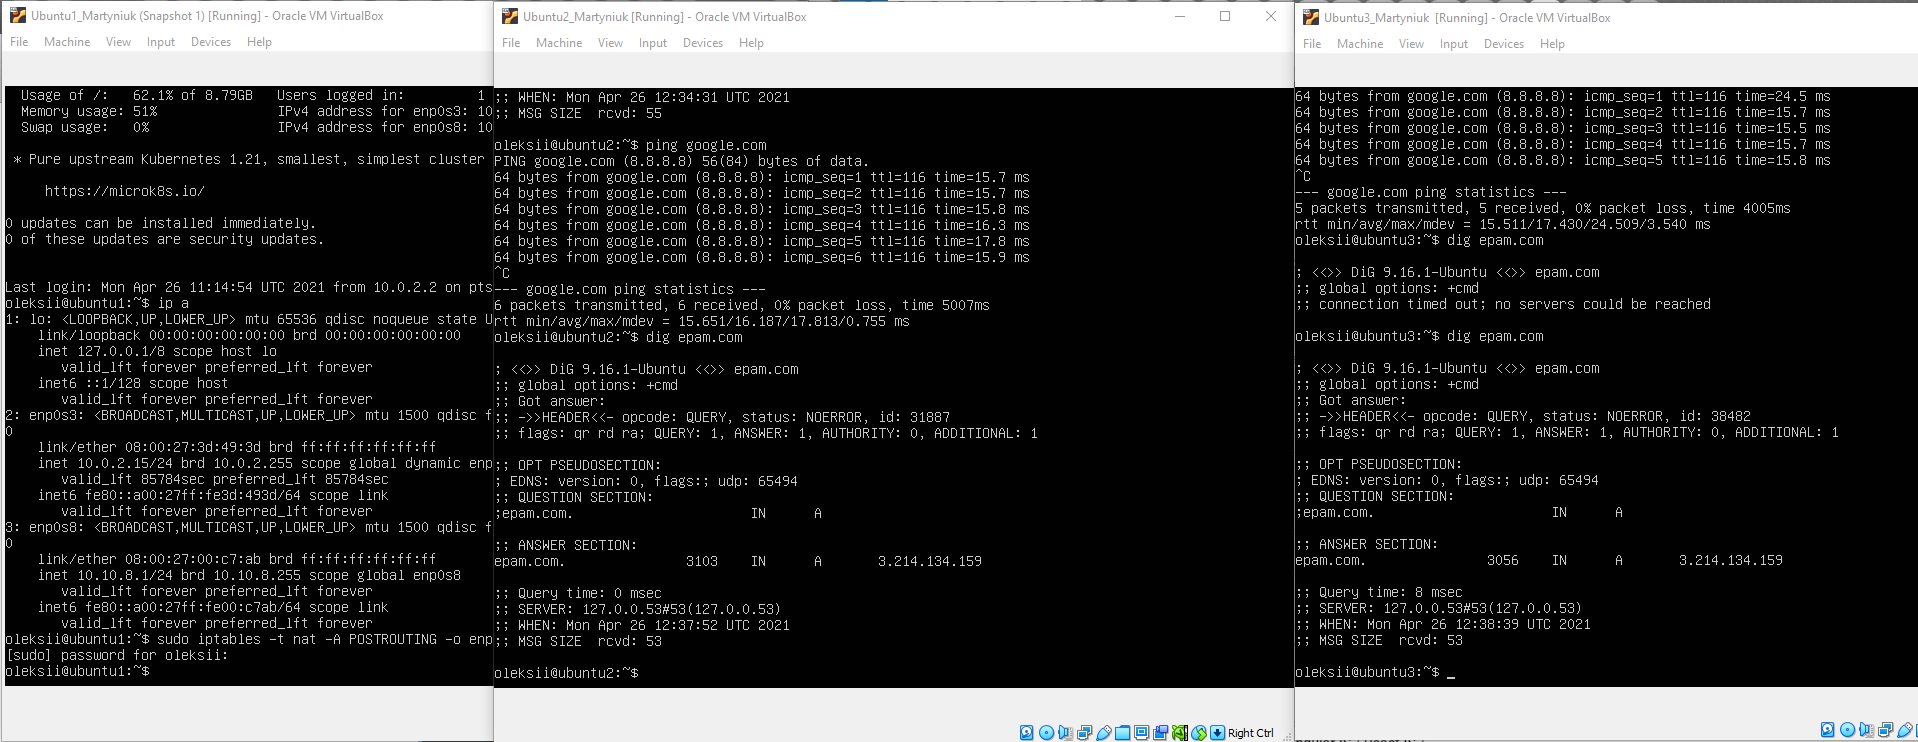 Ubuntu1_Martyniuk (Snapshot 1) [Running] - Oracle VM VirtualBox
File Machine View Input Devices Help
Usage of /: 62.1% of 8.79GB Users logged in: 1
Memory usage: 51% IPv4 address for enp0s3: 10
Swap usage: 0% IPv4 address for enp0s8: 10
* Pure upstream Kubernetes 1.21, smallest, simplest cluster
https://microk8s.io/
0 updates can be installed immediately.
0 of these updates are security updates.
Last login: Mon Apr 26 11:14:54 UTC 2021 from 10.0.2.2 on pts
oleksii@ubuntu1:~$ ip a
1: lo: <LOOPBACK,UP,LOWER_UP> mtu 65536 qdisc noqueue state U
link/loopback 00:00:00:00:00:00 brd 00:00:00:00:00:00
inet 127.0.0.1/8 scope host lo
valid_lft forever preferred_lft forever
inet6 ::1/128 scope host
valid_lft forever preferred_lft forever
2: enp0s3: <BROADCAST,MULTICAST,UP,LOWER_UP> mtu 1500 qdisc f
0
link/ether 08:00:27:3d:49:3d brd ff:ff:ff:ff:ff:ff
inet 10.0.2.15/24 brd 10.0.2.255 scope global dynamic enp
valid_lft 85784sec preferred_lft 85784sec
inet6 fe80::a00:27ff:fe3d:493d/64 scope link
valid_lft forever preferred_lft forever
3: enp0s8: <BROADCAST,MULTICAST,UP,LOWER_UP> mtu 1500 qdisc f
0
link/ether 08:00:27:00:c7:ab brd ff:ff:ff:ff:ff:ff
inet 10.10.8.1/24 brd 10.10.8.255 scope global enp0s8
valid_lft forever preferred_lft forever
inet6 fe80::a00:27ff:fe00:c7ab/64 scope link
valid_lft forever preferred_lft forever
oleksii@ubuntu1:~$ sudo iptables -t nat -A POSTROUTING -o enp
[sudo] password for oleksii:
oleksii@ubuntu1:~$
Ubuntu2_Martyniuk [Running] - Oracle VM VirtualBox
File Machine View Input Devices Help
;; WHEN: Mon Apr 26 12:34:31 UTC 2021
;; MSG SIZE rcvd: 55
oleksii@ubuntu2:~$ ping google.com
PING google.com (8.8.8.8) 56(84) bytes of data.
64 bytes from google.com (8.8.8.8): icmp_seq=1 ttl=116 time=15.7 ms
64 bytes from google.com (8.8.8.8): icmp_seq=2 ttl=116 time=15.7 ms
64 bytes from google.com (8.8.8.8): icmp_seq=3 ttl=116 time=15.8 ms
64 bytes from google.com (8.8.8.8): icmp_seq=4 ttl=116 time=16.3 ms
64 bytes from google.com (8.8.8.8): icmp_seq=5 ttl=116 time=17.8 ms
64 bytes from google.com (8.8.8.8): icmp_seq=6 ttl=116 time=15.9 ms
^C
--- google.com ping statistics ---
6 packets transmitted, 6 received, 0% packet loss, time 5007ms
rtt min/avg/max/mdev = 15.651/16.187/17.813/0.755 ms
oleksii@ubuntu2:~$ dig epam.com
; <<>> DiG 9.16.1-Ubuntu <<>> epam.com
;; global options: +cmd
;; Got answer:
;; ->>HEADER<<- opcode: QUERY, status: NOERROR, id: 31887
;; flags: qr rd ra; QUERY: 1, ANSWER: 1, AUTHORITY: 0, ADDITIONAL: 1
;; OPT PSEUDOSECTION:
; EDNS: version: 0, flags:; udp: 65494
;; QUESTION SECTION:
;epam.com. IN A
;; ANSWER SECTION:
epam.com. 3103 IN A 3.214.134.159
;; Query time: 0 msec
;; SERVER: 127.0.0.53#53(127.0.0.53)
;; WHEN: Mon Apr 26 12:37:52 UTC 2021
;; MSG SIZE rcvd: 53
oleksii@ubuntu2:~$
Right Ctrl
Ubuntu3_Martyniuk [Running] - Oracle VM VirtualBox
File Machine View Input Devices Help
64 bytes from google.com (8.8.8.8): icmp_seq=1 ttl=116 time=24.5 ms
64 bytes from google.com (8.8.8.8): icmp_seq=2 ttl=116 time=15.7 ms
64 bytes from google.com (8.8.8.8): icmp_seq=3 ttl=116 time=15.5 ms
64 bytes from google.com (8.8.8.8): icmp_seq=4 ttl=116 time=15.7 ms
64 bytes from google.com (8.8.8.8): icmp_seq=5 ttl=116 time=15.8 ms
^C
--- google.com ping statistics ---
5 packets transmitted, 5 received, 0% packet loss, time 4005ms
rtt min/avg/max/mdev = 15.511/17.430/24.509/3.540 ms
oleksii@ubuntu3:~$ dig epam.com
; <<>> DiG 9.16.1-Ubuntu <<>> epam.com
;; global options: +cmd
;; connection timed out; no servers could be reached
oleksii@ubuntu3:~$ dig epam.com
; <<>> DiG 9.16.1-Ubuntu <<>> epam.com
;; global options: +cmd
;; Got answer:
;; ->>HEADER<<- opcode: QUERY, status: NOERROR, id: 38482
;; flags: qr rd ra; QUERY: 1, ANSWER: 1, AUTHORITY: 0, ADDITIONAL: 1
;; OPT PSEUDOSECTION:
; EDNS: version: 0, flags:; udp: 65494
;; QUESTION SECTION:
;epam.com. IN A
;; ANSWER SECTION:
epam.com. 3056 IN A 3.214.134.159
;; Query time: 8 msec
;; SERVER: 127.0.0.53#53(127.0.0.53)
;; WHEN: Mon Apr 26 12:38:39 UTC 2021
;; MSG SIZE rcvd: 53
oleksii@ubuntu3:~$ _